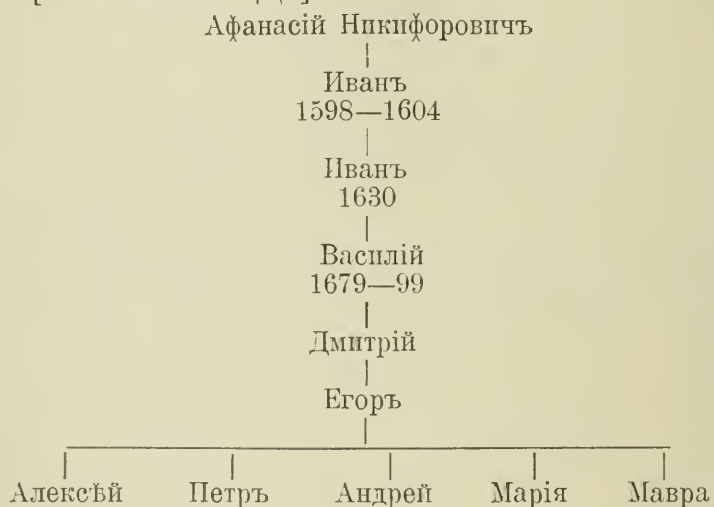 Афанасій Никифоровичъ
Иванъ
1598—1604
Иванъ
1630
Василій
1679—99
Дмитрій
Егоръ
Алексѣй Петръ Андрей Марія Мавра